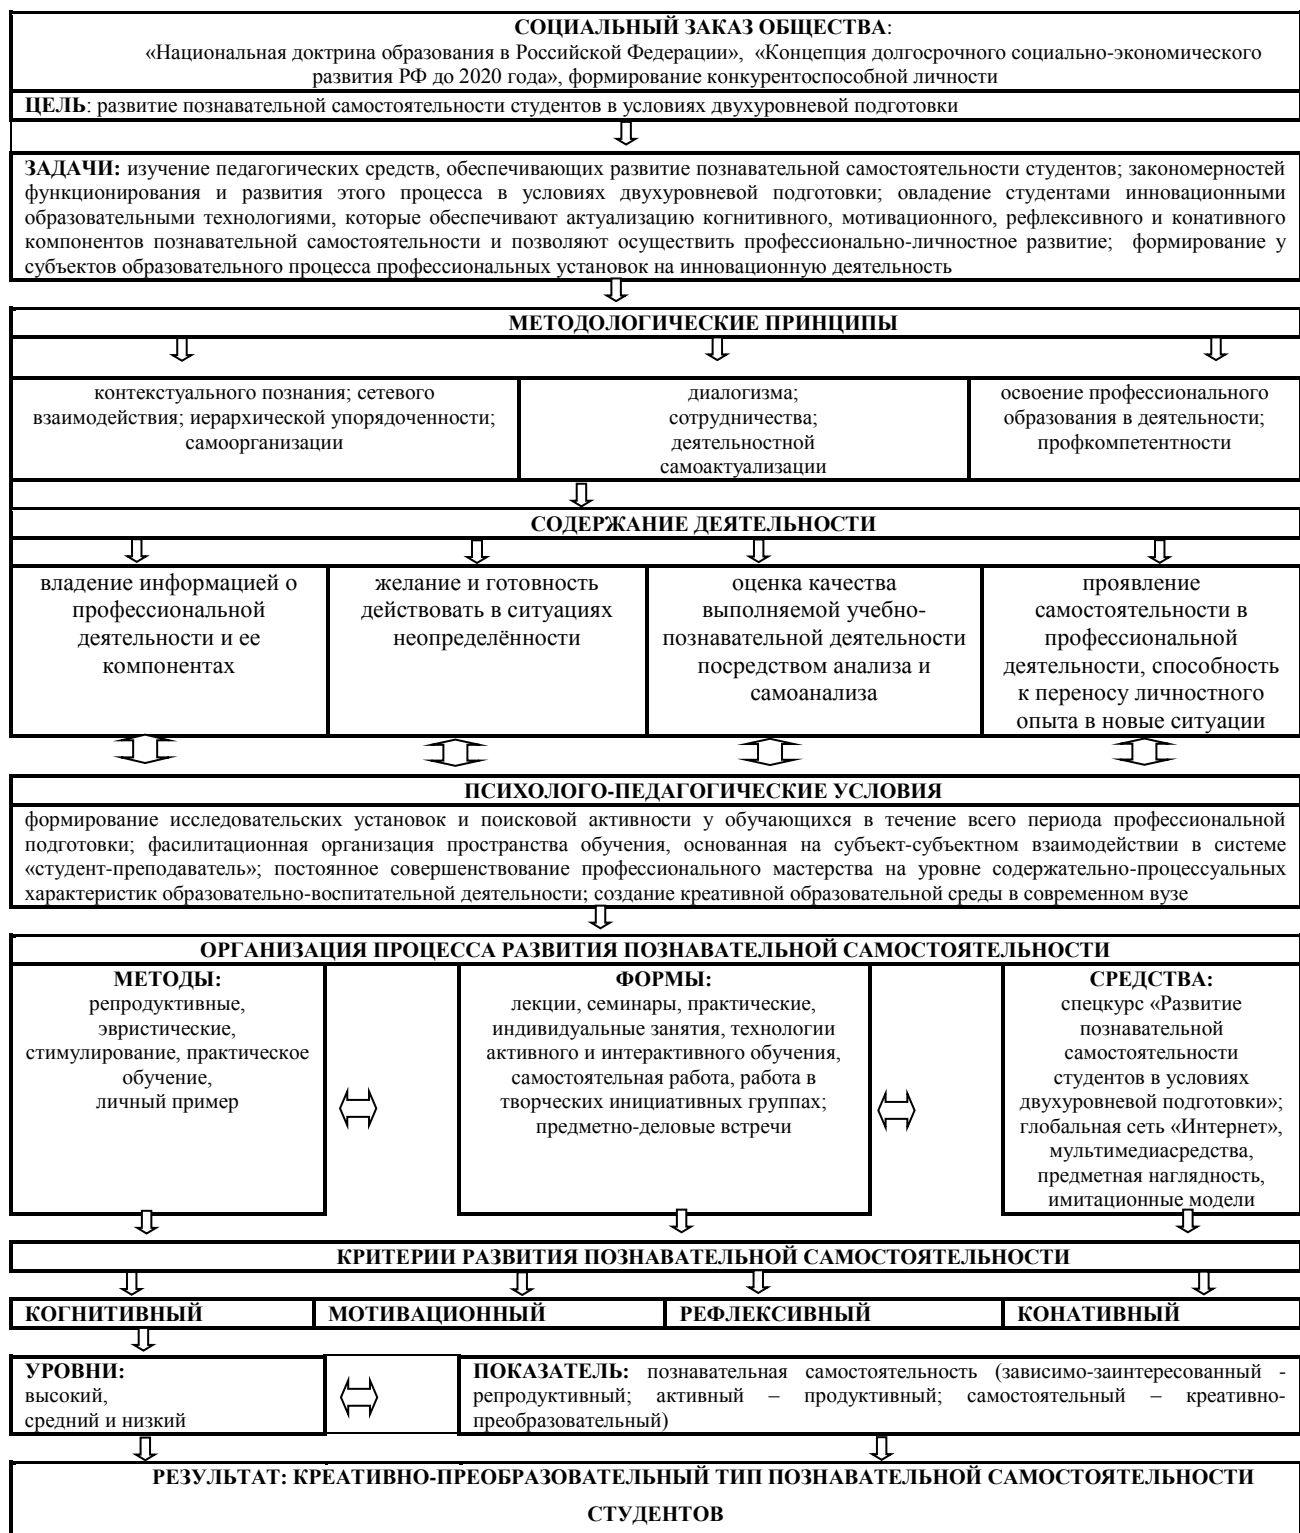 СОЦИАЛЬНЫЙ ЗАКАЗ ОБЩЕСТВА:
«Национальная доктрина образования в Российской Федерации», «Концепция долгосрочного социально-экономического
развития РФ до 2020 года», формирование конкурентоспособной личности
ЦЕЛЬ: развитие познавательной самостоятельности студентов в условиях двухуровневой подготовки
ЗАДАЧИ: изучение педагогических средств, обеспечивающих развитие познавательной самостоятельности студентов; закономерностей
функционирования и развития этого процесса в условиях двухуровневой подготовки; овладение студентами инновационными
образовательными технологиями, которые обеспечивают актуализацию когнитивного, мотивационного, рефлексивного и конативного
компонентов познавательной самостоятельности и позволяют осуществить профессионально-личностное развитие; формирование у
субъектов образовательного процесса профессиональных установок на инновационную деятельность
МЕТОДОЛОГИЧЕСКИЕ ПРИНЦИПЫ
контекстуального познания; сетевого
взаимодействия; иерархической упорядоченности;
самоорганизации
диалогизма;
сотрудничества;
деятельностной
самоактуализации
освоение профессионального
образования в деятельности;
профкомпетентности
СОДЕРЖАНИЕ ДЕЯТЕЛЬНОСТИ
владение информацией о
профессиональной
деятельности и ее
компонентах
желание и готовность
действовать в ситуациях
неопределённости
оценка качества
выполняемой учебно-
познавательной деятельности
посредством анализа и
самоанализа
проявление
самостоятельности в
профессиональной
деятельности, способность
к переносу личностного
опыта в новые ситуации
ПСИХОЛОГО-ПЕДАГОГИЧЕСКИЕ УСЛОВИЯ
формирование исследовательских установок и поисковой активности у обучающихся в течение всего периода профессиональной
подготовки; фасилитационная организация пространства обучения, основанная на субъект-субъектном взаимодействии в системе
«студент-преподаватель»; постоянное совершенствование профессионального мастерства на уровне содержательно-процессуальных
характеристик образовательно-воспитательной деятельности; создание креативной образовательной среды в современном вузе
ОРГАНИЗАЦИЯ ПРОЦЕССА РАЗВИТИЯ ПОЗНАВАТЕЛЬНОЙ САМОСТОЯТЕЛЬНОСТИ
МЕТОДЫ:
репродуктивные,
эвристические,
стимулирование, практическое
обучение,
личный пример
ФОРМЫ:
лекции, семинары, практические,
индивидуальные занятия, технологии
активного и интерактивного обучения,
самостоятельная работа, работа в
творческих инициативных группах;
предметно-деловые встречи
СРЕДСТВА:
спецкурс «Развитие
познавательной
самостоятельности
студентов в условиях
двухуровневой подготовки»;
глобальная сеть «Интернет»,
мультимедиасредства,
предметная наглядность,
имитационные модели
КРИТЕРИИ РАЗВИТИЯ ПОЗНАВАТЕЛЬНОЙ САМОСТОЯТЕЛЬНОСТИ
КОГНИТИВНЫЙ
МОТИВАЦИОННЫЙ
РЕФЛЕКСИВНЫЙ
КОНАТИВНЫЙ
УРОВНИ:
высокий,
средний и низкий
ПОКАЗАТЕЛЬ: познавательная самостоятельность (зависимо-заинтересованный -
репродуктивный; активный – продуктивный; самостоятельный – креативно-
преобразовательный)
РЕЗУЛЬТАТ: КРЕАТИВНО-ПРЕОБРАЗОВАТЕЛЬНЫЙ ТИП ПОЗНАВАТЕЛЬНОЙ САМОСТОЯТЕЛЬНОСТИ
СТУДЕНТОВ